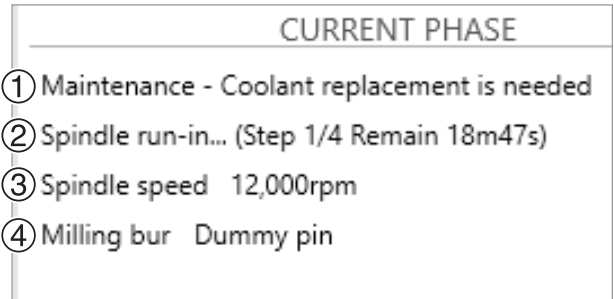 CURRENT PHASE
① Maintenance - Coolant replacement is needed
② Spindle run-in... (Step 1/4 Remain 18m47s)
③ Spindle speed 12,000rpm
④ Milling bur Dummy pin